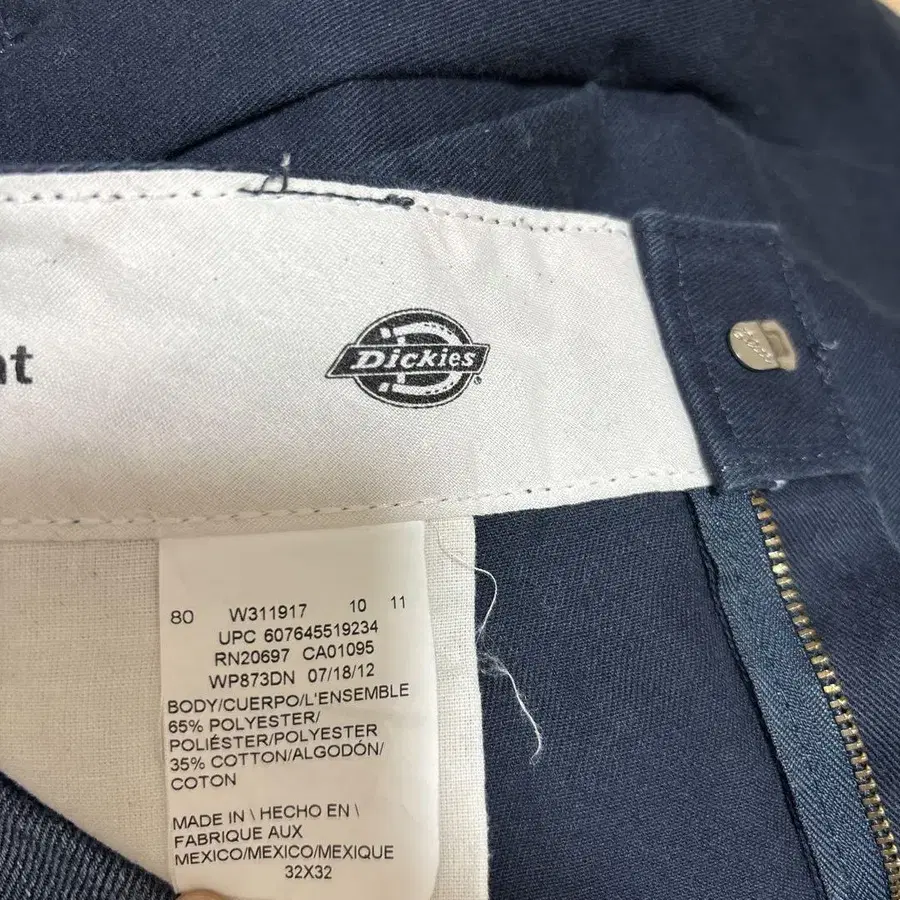 nt
Dickies
80 W311917 10 11
UPC 607645519234
RN20697 CA01095
WP873DN 07/18/12
BODY/CUERPO/L'ENSEMBLE
65% POLYESTER/
POLIÉSTER/POLYESTER
35% COTTON/ALGODÓN/
COTON
MADE IN \ HECHO EN \
FABRIQUE AUX
MEXICO/MEXICO/MEXIQUE
32X32